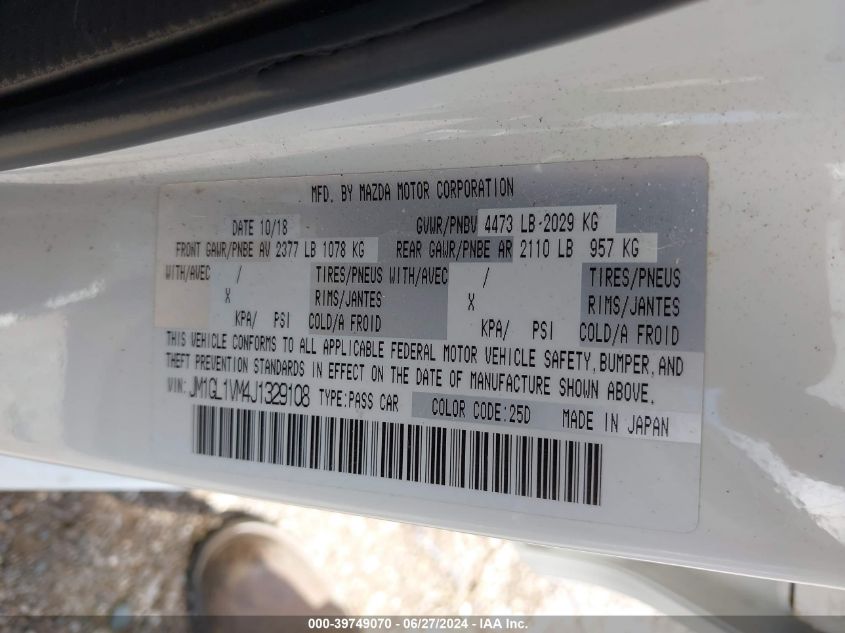 MFD. BY MAZDA MOTOR CORPORATION
DATE 10/18 GVWR/PNBV 4473 LB-2029 KG
FRONT GAWR/PNBE AV 2377 LB 1078 KG REAR GAWR/PNBE AR 2110 LB 957 KG
WITH/AVEC / TIRES/PNEUS WITH/AVEC / TIRES/PNEUS
X RIMS/JANTES X RIMS/JANTES
KPA/ PSI COLD/A FROID KPA/ PSI COLD/A FROID
THIS VEHICLE CONFORMS TO ALL APPLICABLE FEDERAL MOTOR VEHICLE SAFETY, BUMPER, AND
THEFT PREVENTION STANDARDS IN EFFECT ON THE DATE OF MANUFACTURE SHOWN ABOVE.
VIN: JM1GL1VM4J1329108 TYPE:PASS CAR COLOR CODE:25D MADE IN JAPAN
000-39749070 - 06/27/2024 - IAAI Inc.